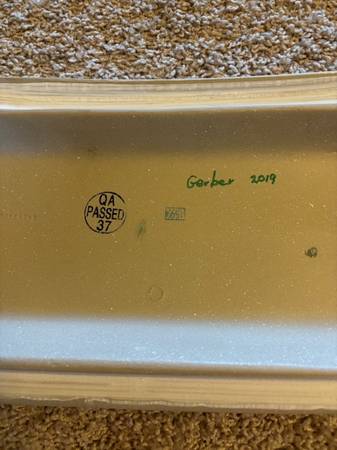 Gerber 2019
QA
PASSED
37